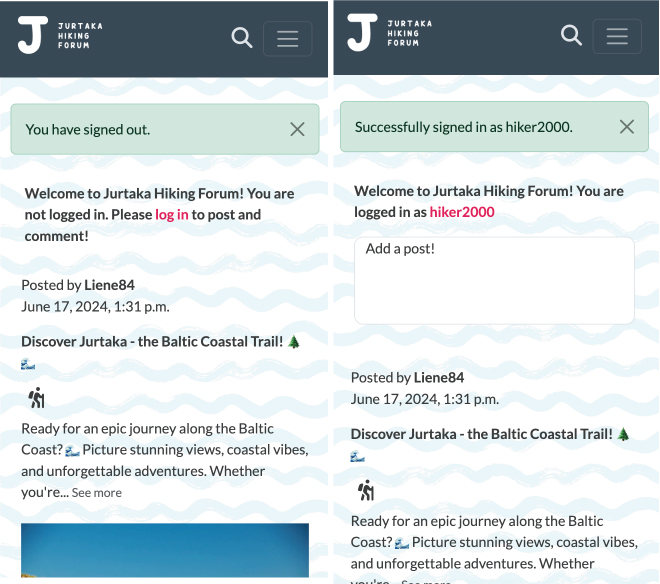 JURTAKA
HIKING
FORUM
You have signed out.
Welcome to Jurtaka Hiking Forum! You are
not logged in. Please log in to post and
comment!
Posted by Liene84
June 17, 2024, 1:31 p.m.
Discover Jurtaka - the Baltic Coastal Trail! 🌲
🌊
Ready for an epic journey along the Baltic
Coast? 🌊 Picture stunning views, coastal vibes,
and unforgettable adventures. Whether
you're... See more
JURTAKA
HIKING
FORUM
Successfully signed in as hiker2000.
Welcome to Jurtaka Hiking Forum! You are
logged in as hiker2000
Add a post!
Posted by Liene84
June 17, 2024, 1:31 p.m.
Discover Jurtaka - the Baltic Coastal Trail! 🌲
🌊
Ready for an epic journey along the Baltic
Coast? 🌊 Picture stunning views, coastal vibes,
and unforgettable adventures. Whether
you're... See more